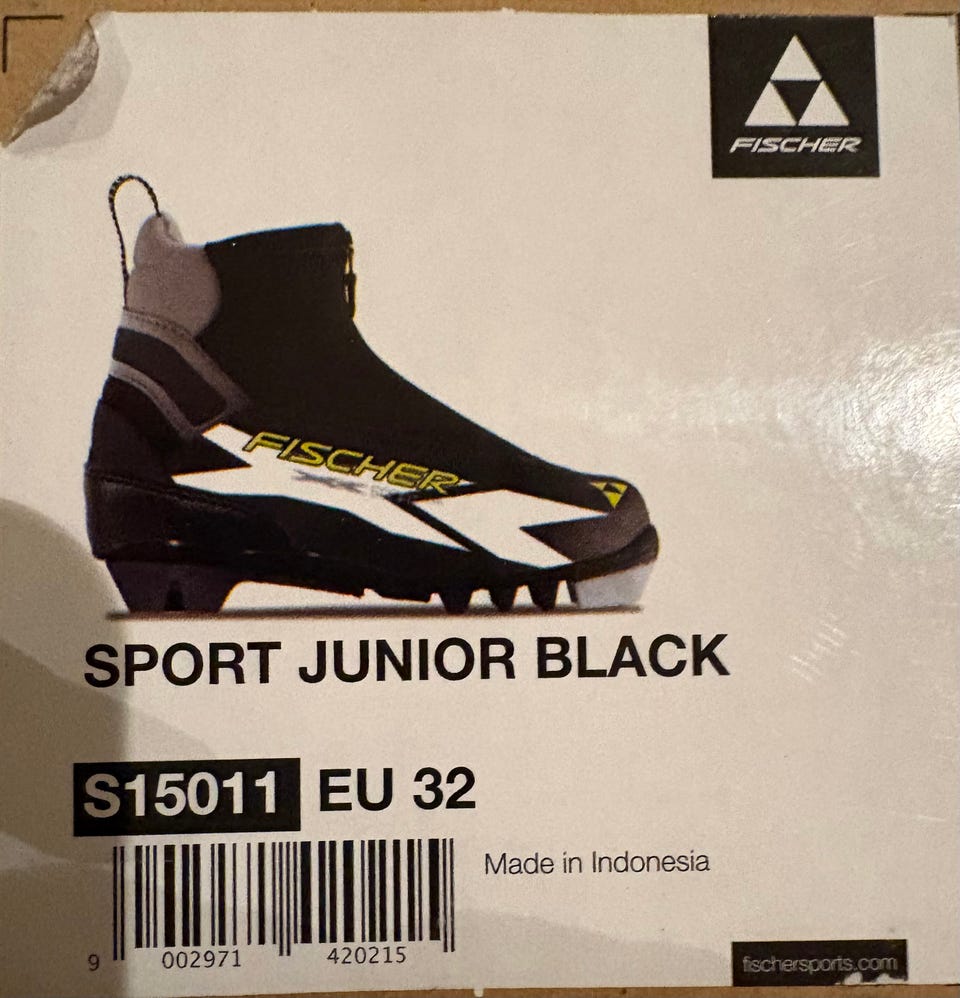 FISCHER
FISCHER
SPORT JUNIOR BLACK
S15011 EU 32
Made in Indonesia
9 002971 420215
fischersports.com